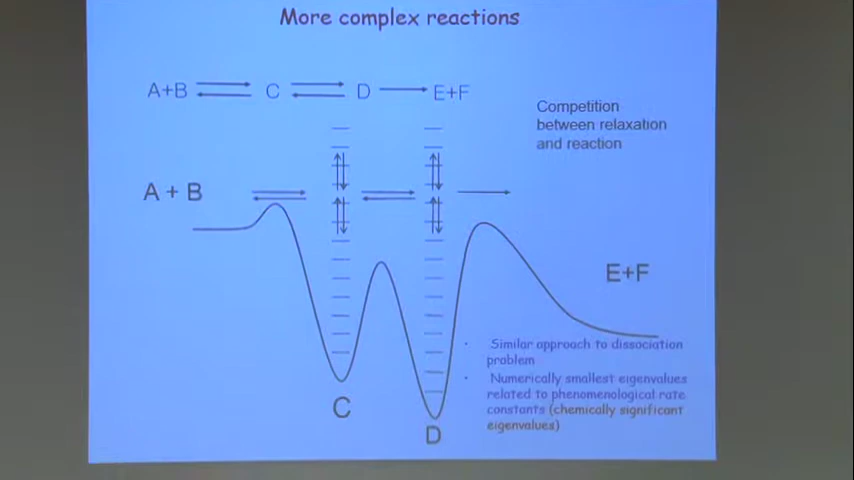 More complex reactions
A+B ⇌ C ⇌ D → E+F
Competition
between relaxation
and reaction
A + B
E+F
• Similar approach to dissociation
problem
• Numerically smallest eigenvalues
related to phenomenological rate
constants (chemically significant
eigenvalues)
C
D